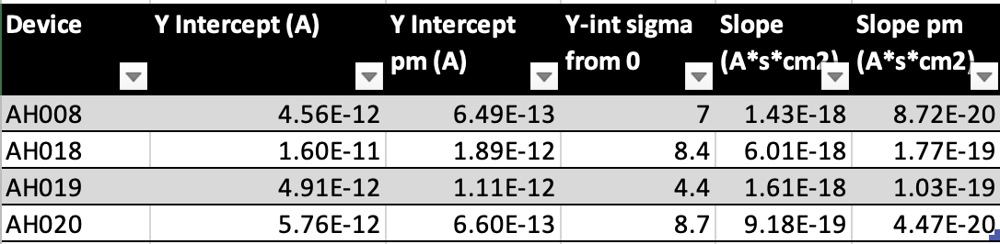 Device Y Intercept (A) Y Intercept pm (A) Y-int sigma from 0 Slope (A*s*cm2) Slope pm (A*s*cm2)
AH008 4.56E-12 6.49E-13 7 1.43E-18 8.72E-20
AH018 1.60E-11 1.89E-12 8.4 6.01E-18 1.77E-19
AH019 4.91E-12 1.11E-12 4.4 1.61E-18 1.03E-19
AH020 5.76E-12 6.60E-13 8.7 9.18E-19 4.47E-20